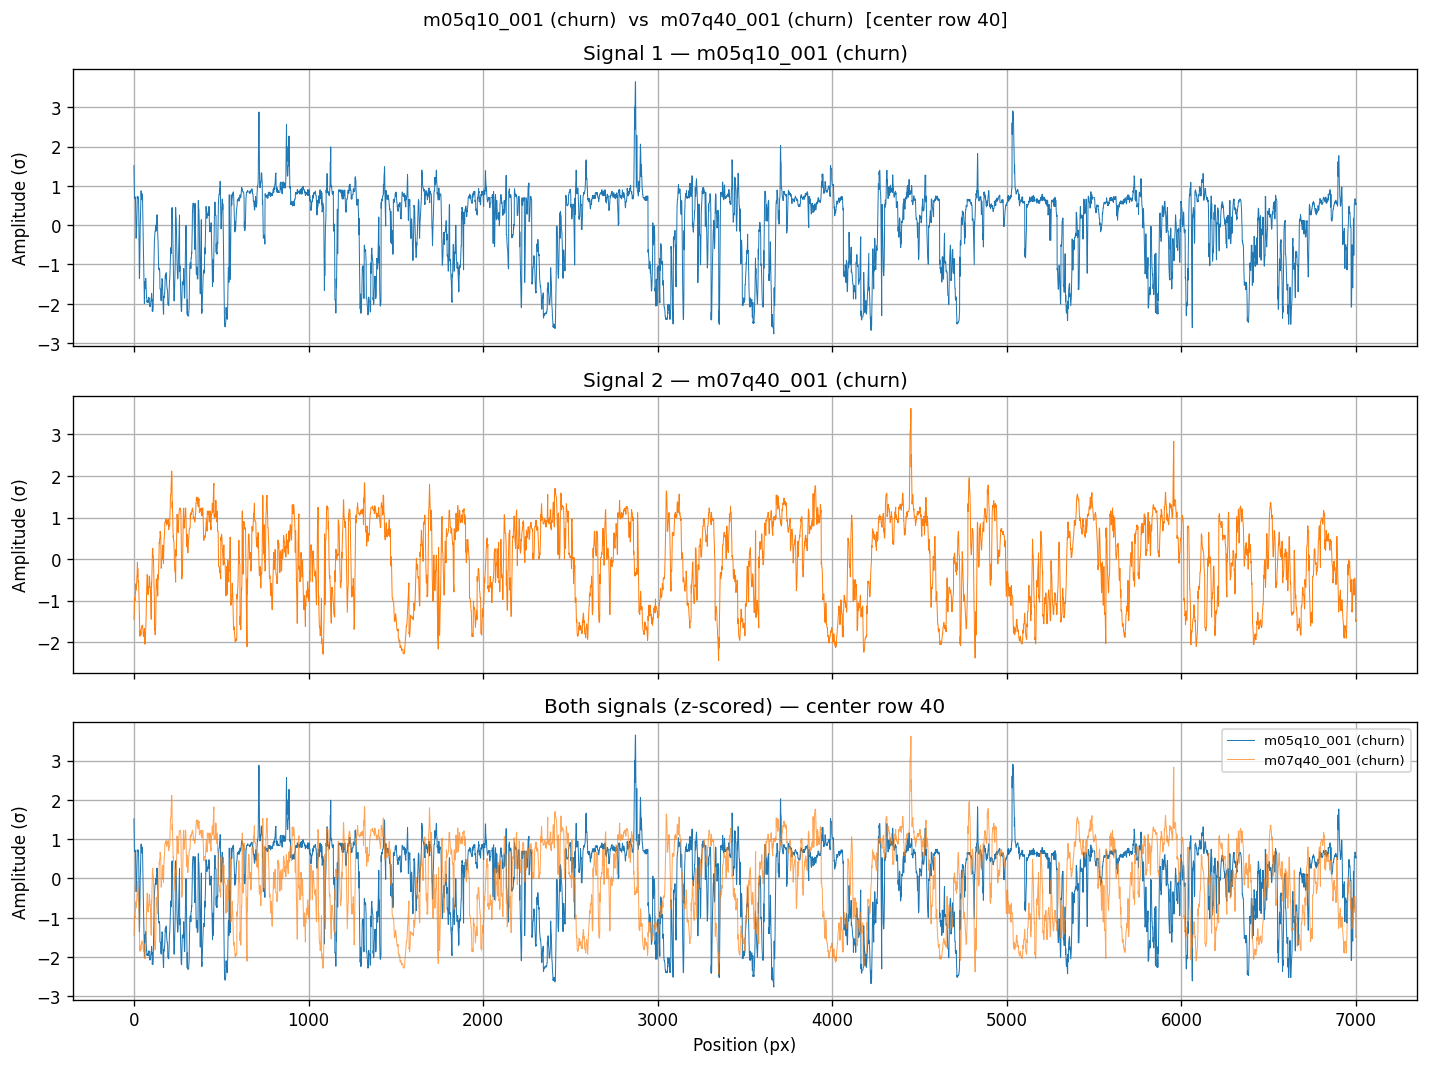 m05q10_001 (churn)  vs  m07q40_001 (churn)  [center row 40]
Signal 1 — m05q10_001 (churn)
Amplitude (σ)
3
2
1
0
−1
−2
−3
Signal 2 — m07q40_001 (churn)
Amplitude (σ)
3
2
1
0
−1
−2
Both signals (z-scored) — center row 40
Amplitude (σ)
3
2
1
0
−1
−2
−3
m05q10_001 (churn)
m07q40_001 (churn)
0 1000 2000 3000 4000 5000 6000 7000
Position (px)